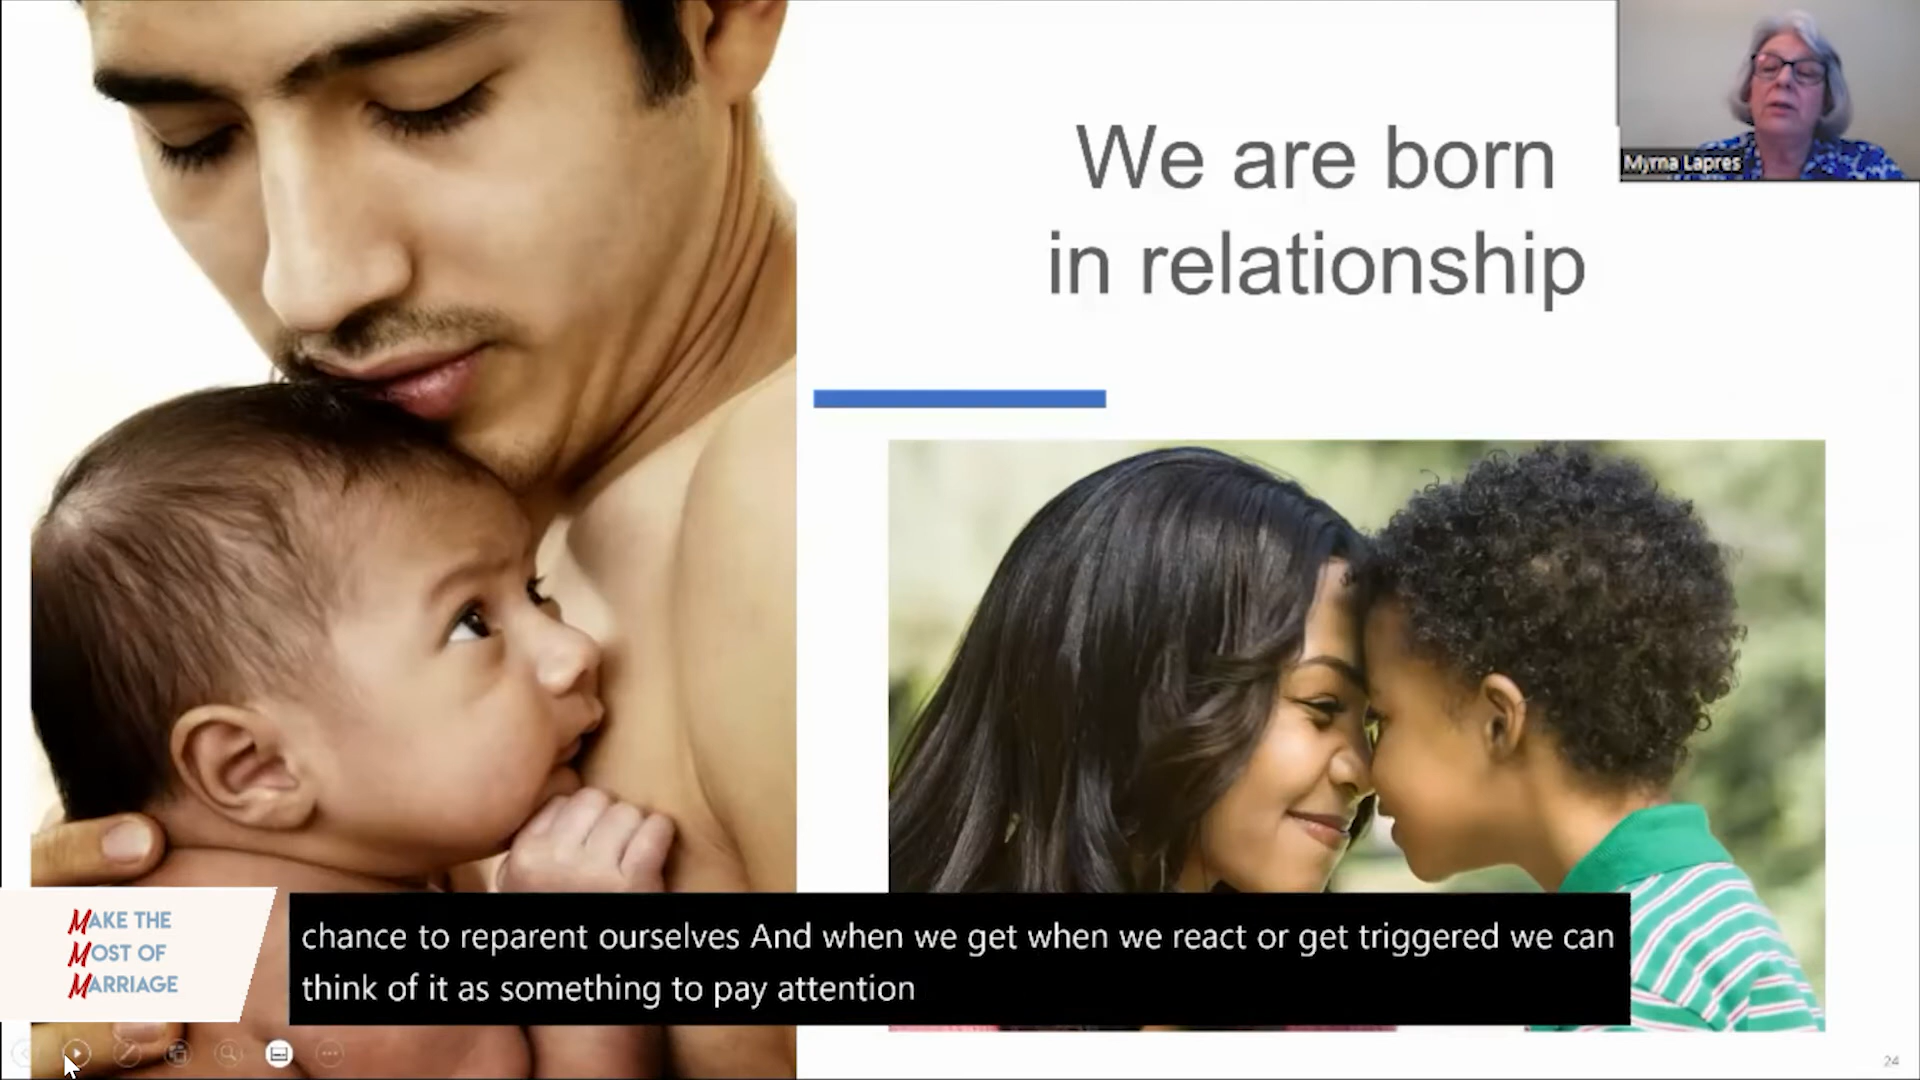 We are born
in relationship
Myrna Lapres
MAKE THE
MOST OF
MARRIAGE
chance to reparent ourselves And when we get when we react or get triggered we can
think of it as something to pay attention
24